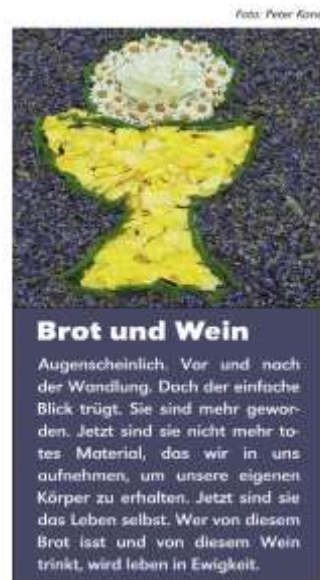 Foto: Peter Kane
Brot und Wein
Augenscheinlich. Vor und nach
der Wandlung. Doch der einfache
Blick trügt. Sie sind mehr gewor-
den. Jetzt sind sie nicht mehr to-
tes Material, das wir in uns
aufnehmen, um unsere eigenen
Körper zu erhalten. Jetzt sind sie
das Leben selbst. Wer von diesem
Brot isst und von diesem Wein
trinkt, wird leben in Ewigkeit.